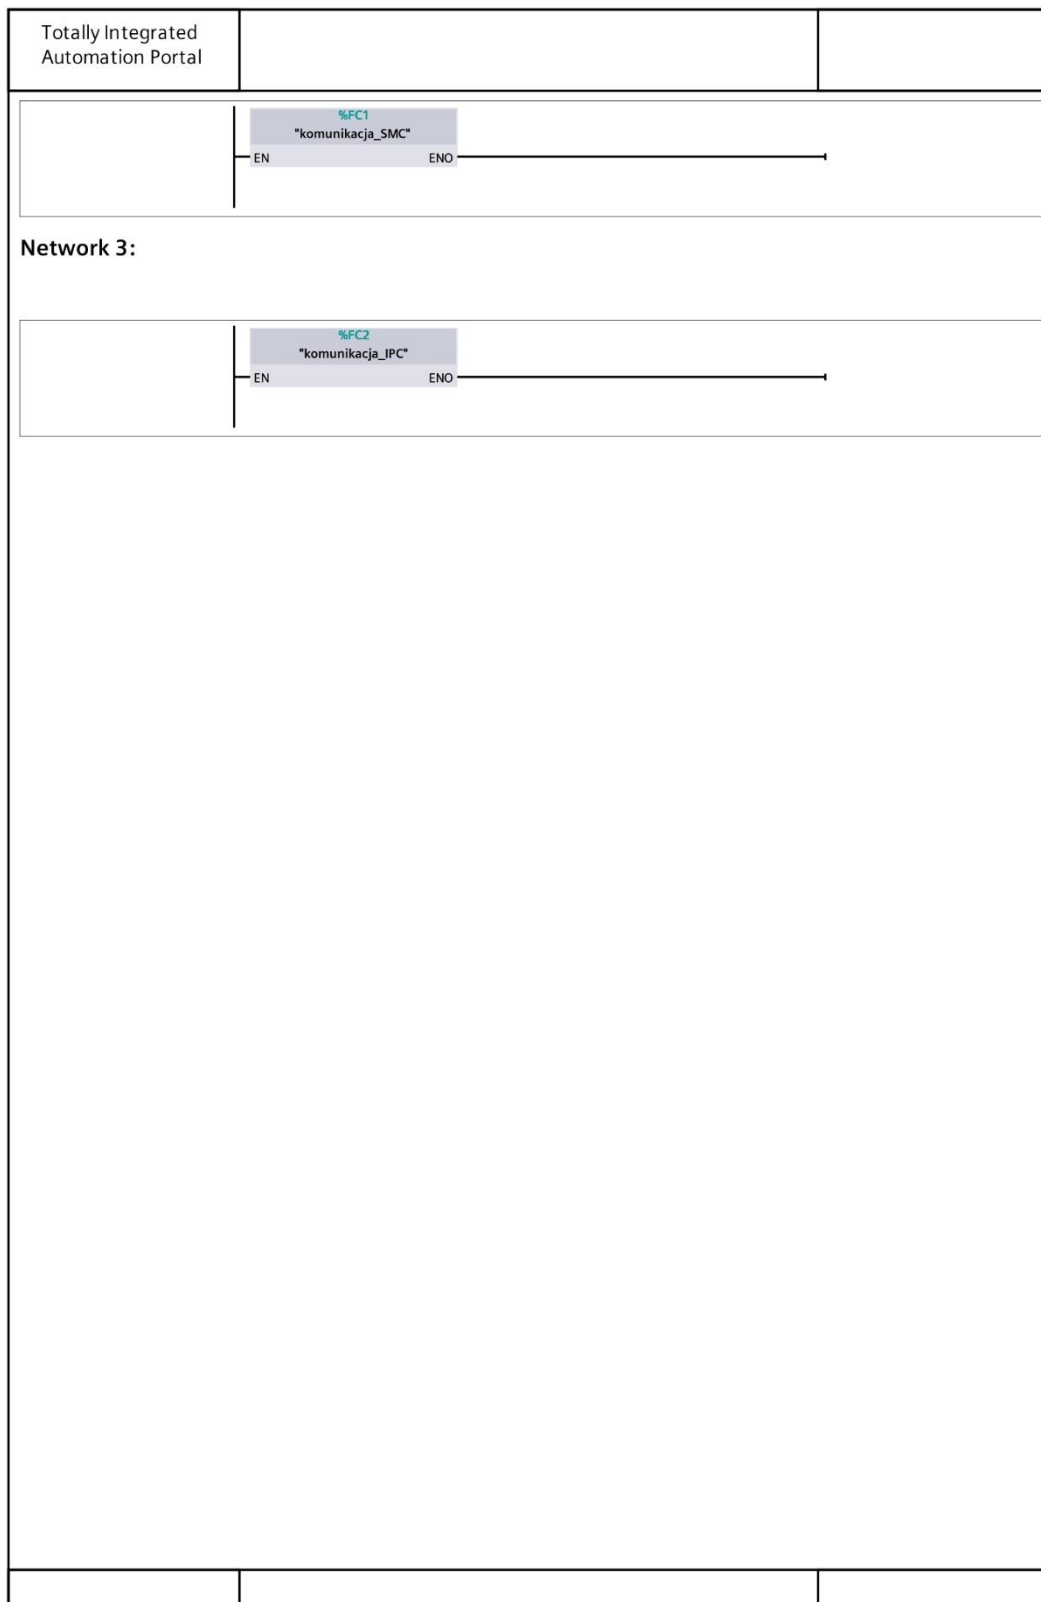 Totally Integrated
Automation Portal
%FC1
"komunikacja_SMC"
EN ENO
Network 3:
%FC2
"komunikacja_IPC"
EN ENO